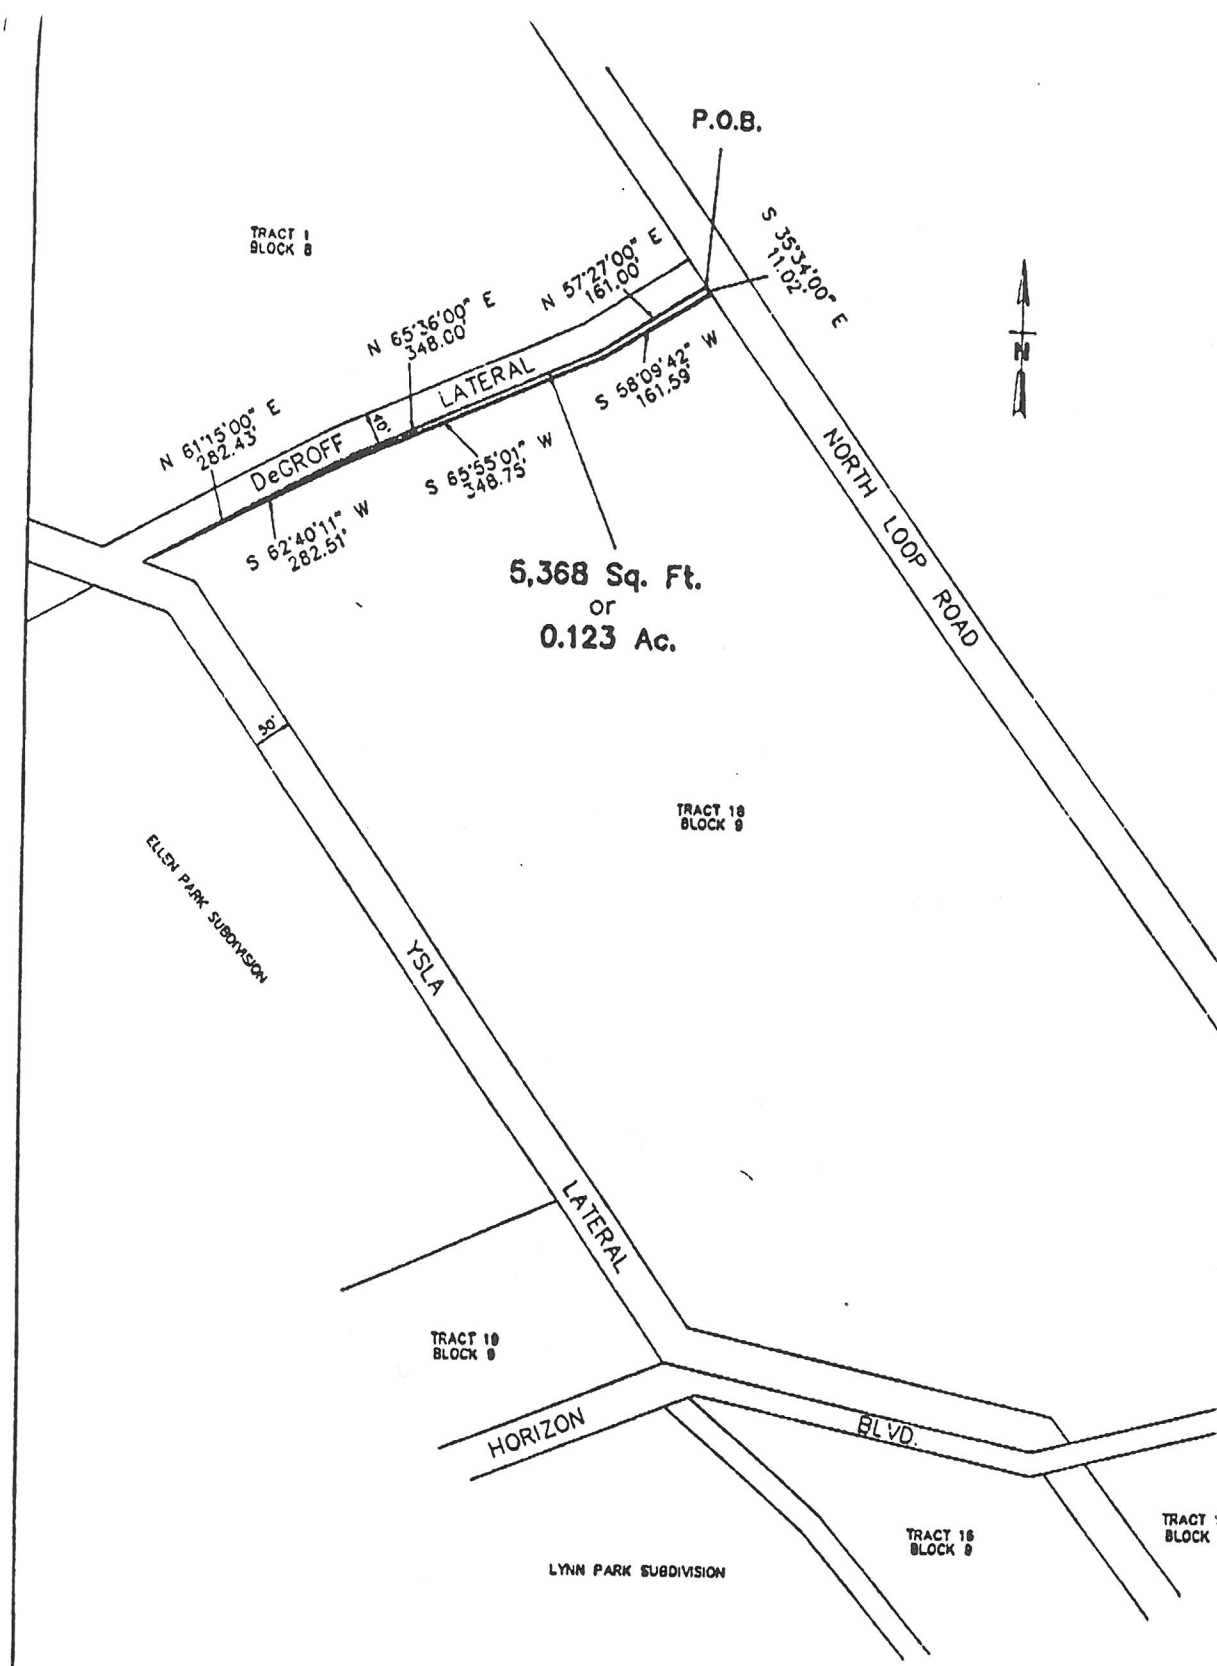 P.O.B.
TRACT 1
BLOCK 8
S 35°34'00" E
11.02'
N 57°27'00" E
161.00'
N 65°36'00" E
348.00'
N 61°15'00" E
282.43'
LATERAL
DeGROFF
40'
S 58°09'42" W
161.59'
S 65°55'01" W
348.75'
S 62°40'11" W
282.51'
N
NORTH LOOP ROAD
5,368 Sq. Ft.
or
0.123 Ac.
TRACT 18
BLOCK 9
ELLEN PARK SUBDIVISION
YSLA LATERAL
TRACT 19
BLOCK 9
HORIZON BLVD.
TRACT 16
BLOCK 9
TRACT
BLOCK
LYNN PARK SUBDIVISION